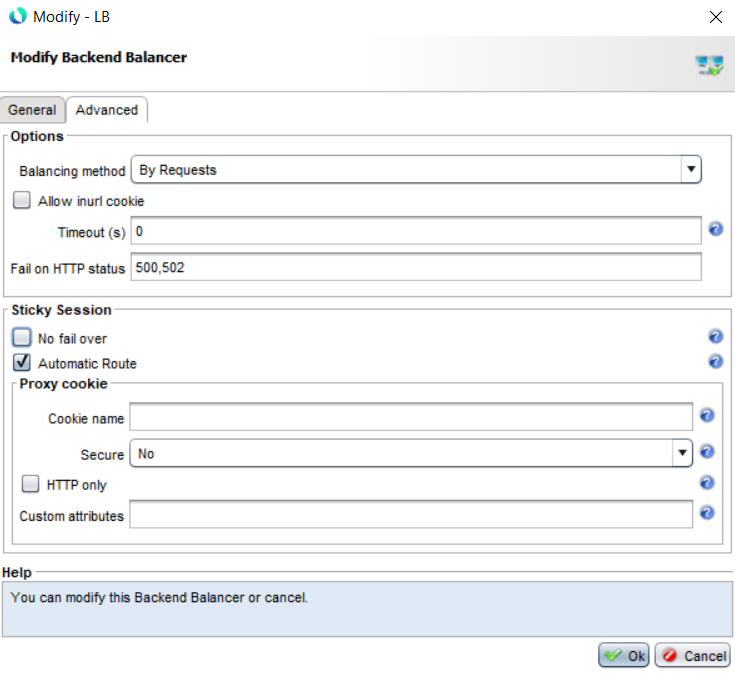 Modify - LB
Modify Backend Balancer
General Advanced
Options
Balancing method By Requests
Allow inurl cookie
Timeout (s) 0
Fail on HTTP status 500,502
Sticky Session
No fail over
Automatic Route
Proxy cookie
Cookie name
Secure No
HTTP only
Custom attributes
Help
You can modify this Backend Balancer or cancel.
Ok Cancel